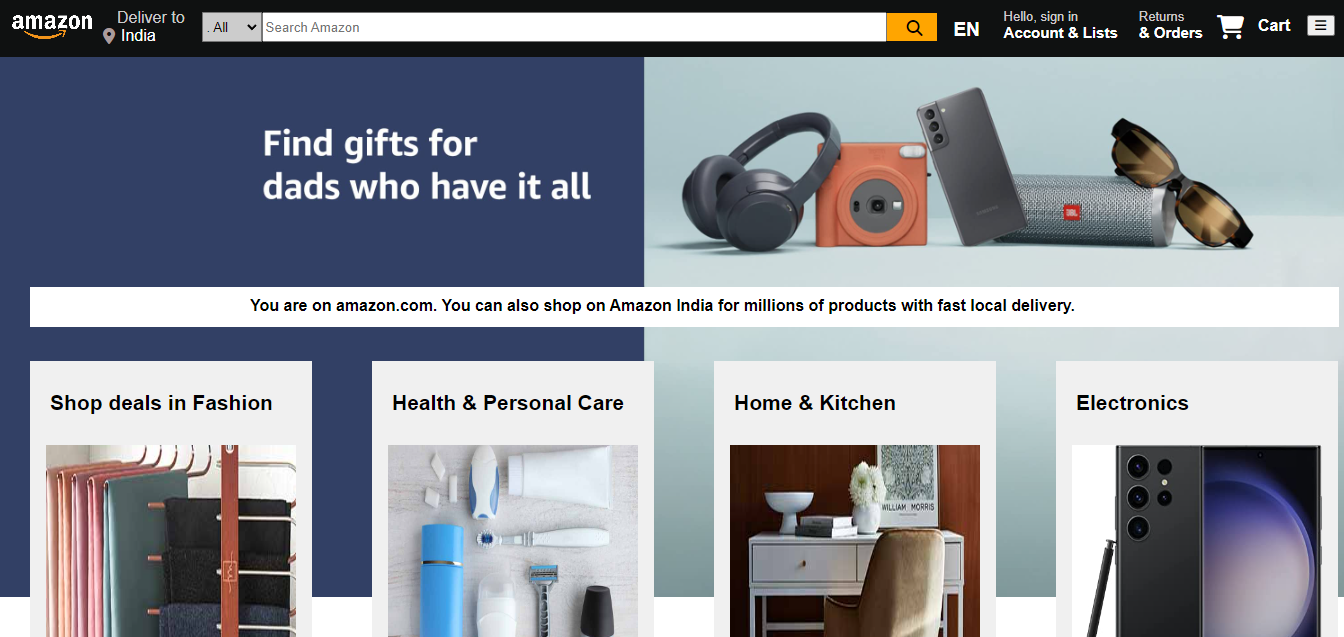 amazon
Deliver to
India
. All
Search Amazon
EN
Hello, sign in
Account & Lists
Returns
& Orders
Cart
Find gifts for
dads who have it all
JBL
You are on amazon.com. You can also shop on Amazon India for millions of products with fast local delivery.
Shop deals in Fashion
Health & Personal Care
Home & Kitchen
Electronics
WILLIAM MORRIS